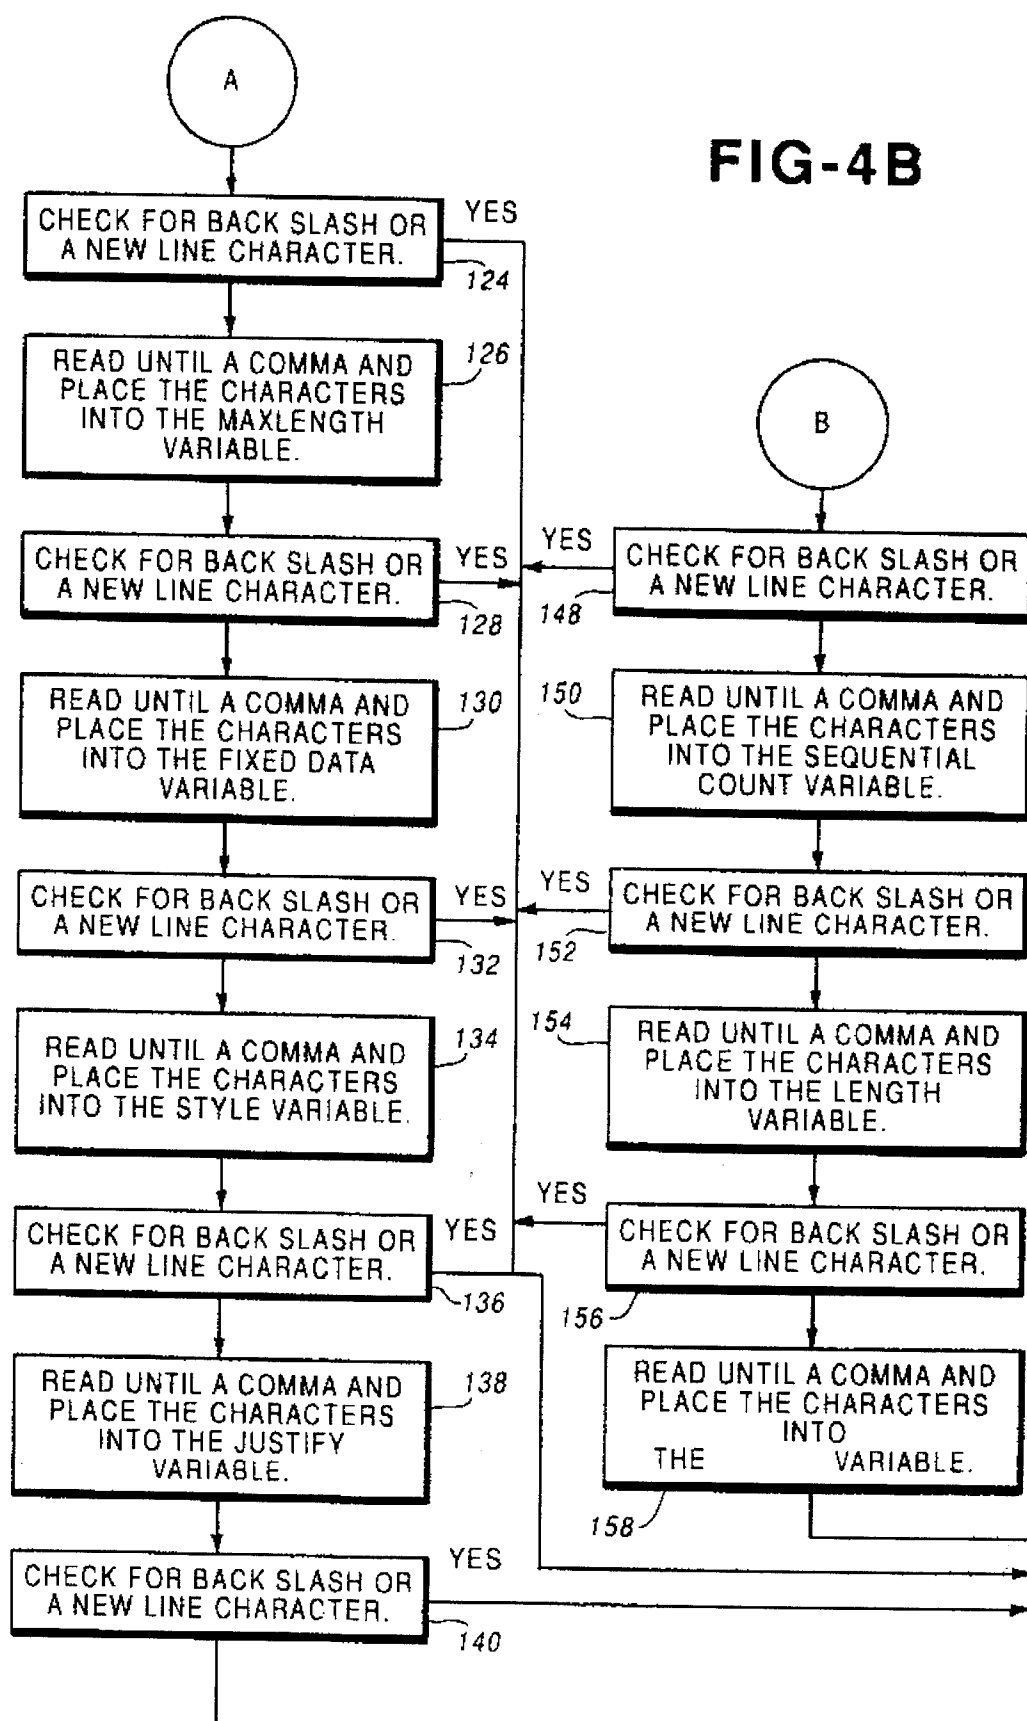 A
FIG-4B
CHECK FOR BACK SLASH OR
A NEW LINE CHARACTER.
YES
124
READ UNTIL A COMMA AND
PLACE THE CHARACTERS
INTO THE MAXLENGTH
VARIABLE.
126
CHECK FOR BACK SLASH OR
A NEW LINE CHARACTER.
YES
128
READ UNTIL A COMMA AND
PLACE THE CHARACTERS
INTO THE FIXED DATA
VARIABLE.
130
CHECK FOR BACK SLASH OR
A NEW LINE CHARACTER.
YES
132
READ UNTIL A COMMA AND
PLACE THE CHARACTERS
INTO THE STYLE VARIABLE.
134
CHECK FOR BACK SLASH OR
A NEW LINE CHARACTER.
YES
136
READ UNTIL A COMMA AND
PLACE THE CHARACTERS
INTO THE JUSTIFY
VARIABLE.
138
CHECK FOR BACK SLASH OR
A NEW LINE CHARACTER.
YES
140
B
YES
CHECK FOR BACK SLASH OR
A NEW LINE CHARACTER.
148
150
READ UNTIL A COMMA AND
PLACE THE CHARACTERS
INTO THE SEQUENTIAL
COUNT VARIABLE.
YES
CHECK FOR BACK SLASH OR
A NEW LINE CHARACTER.
152
154
READ UNTIL A COMMA AND
PLACE THE CHARACTERS
INTO THE LENGTH
VARIABLE.
YES
CHECK FOR BACK SLASH OR
A NEW LINE CHARACTER.
156
READ UNTIL A COMMA AND
PLACE THE CHARACTERS
INTO
THE VARIABLE.
158